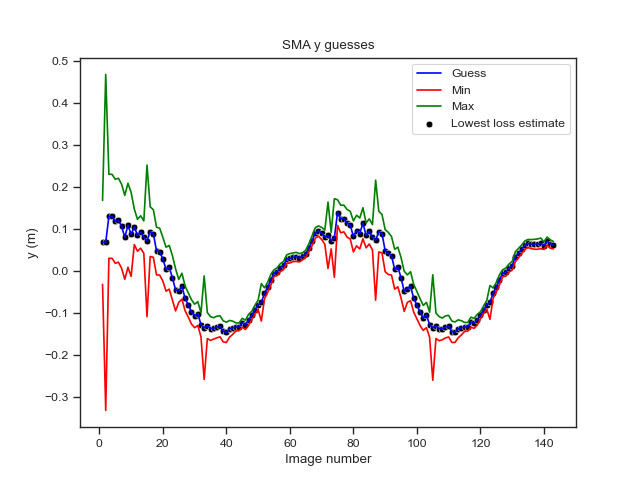 SMA y guesses
0.5
0.4
0.3
0.2
0.1
0.0
−0.1
−0.2
−0.3
y (m)
Guess
Min
Max
Lowest loss estimate
0 20 40 60 80 100 120 140
Image number